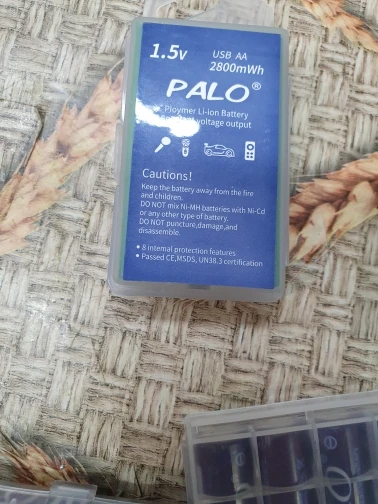 1.5v
USB AA
2800mWh
PALO®
Ploymer Li-ion Battery
voltage output
Cautions!
Keep the battery away from the fire
and children.
DO NOT mix Ni-MH batteries with Ni-Cd
or any other type of battery.
DO NOT puncture,damage,and
disassemble.
• 8 internal protection features
• Passed CE,MSDS, UN38.3 certification